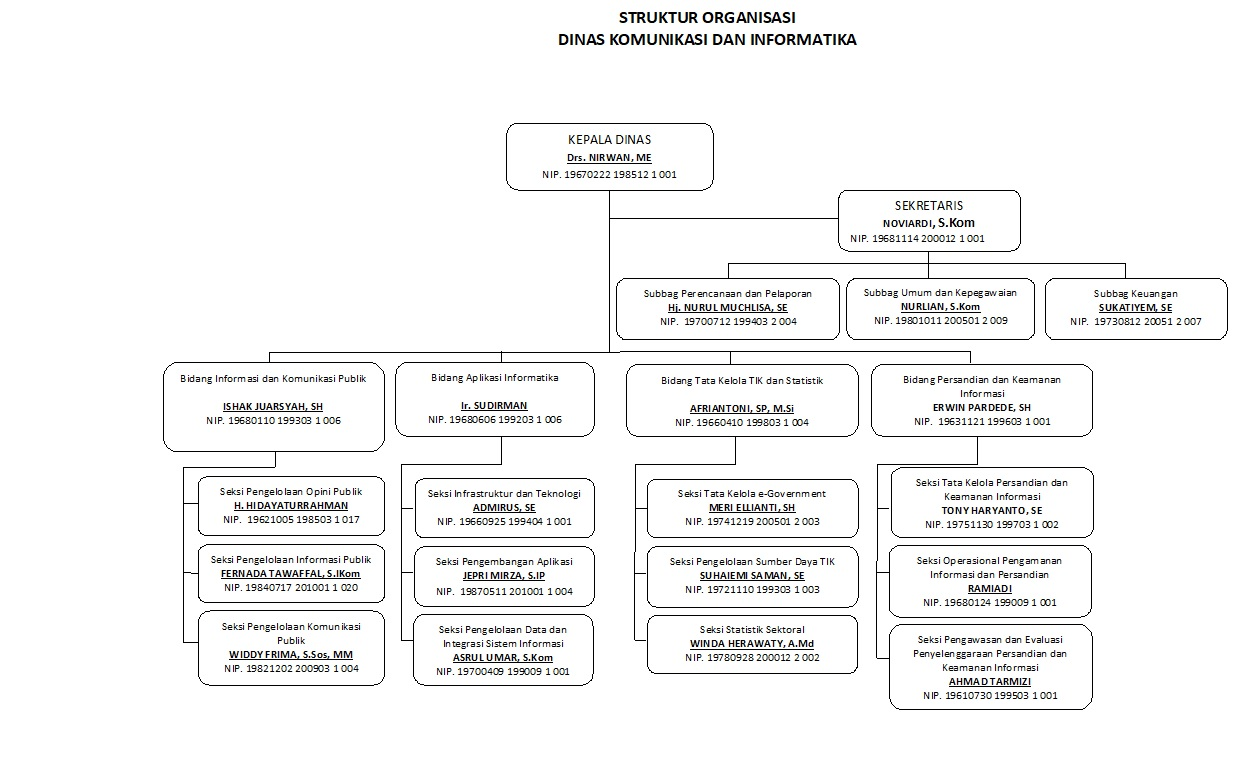 STRUKTUR ORGANISASI
DINAS KOMUNIKASI DAN INFORMATIKA
KEPALA DINAS
Drs. NIRWAN, ME
NIP. 19670222 198512 1 001
SEKRETARIS
NOVIARDI, S.Kom
NIP. 19681114 200012 1 001
Subbag Perencanaan dan Pelaporan
Hj. NURUL MUCHLISA, SE
NIP. 19700712 199403 2 004
Subbag Umum dan Kepegawaian
NURLIAN, S.Kom
NIP. 19801011 200501 2 009
Subbag Keuangan
SUKATIYEM, SE
NIP. 19730812 20051 2 007
Bidang Informasi dan Komunikasi Publik
ISHAK JUARSYAH, SH
NIP. 19680110 199303 1 006
Bidang Aplikasi Informatika
Ir. SUDIRMAN
NIP. 19680606 199203 1 006
Bidang Tata Kelola TIK dan Statistik
AFRIANTONI, SP, M.Si
NIP. 19660410 199803 1 004
Bidang Persandian dan Keamanan
Informasi
ERWIN PARDEDE, SH
NIP. 19631121 199603 1 001
Seksi Pengelolaan Opini Publik
H. HIDAYATURRAHMAN
NIP. 19621005 198503 1 017
Seksi Pengelolaan Informasi Publik
FERNADA TAWAFFAL, S.IKom
NIP. 19840717 201001 1 020
Seksi Pengelolaan Komunikasi
Publik
WIDDY FRIMA, S.Sos, MM
NIP. 19821202 200903 1 004
Seksi Infrastruktur dan Teknologi
ADMIRUS, SE
NIP. 19660925 199404 1 001
Seksi Pengembangan Aplikasi
JEPRI MIRZA, S.IP
NIP. 19870511 201001 1 004
Seksi Pengelolaan Data dan
Integrasi Sistem Informasi
ASRUL UMAR, S.Kom
NIP. 19700409 199009 1 001
Seksi Tata Kelola e-Government
MERI ELLIANTI, SH
NIP. 19741219 200501 2 003
Seksi Pengelolaan Sumber Daya TIK
SUHAIEMI SAMAN, SE
NIP. 19721110 199303 1 003
Seksi Statistik Sektoral
WINDA HERAWATY, A.Md
NIP. 19780928 200012 2 002
Seksi Tata Kelola Persandian dan
Keamanan Informasi
TONY HARYANTO, SE
NIP. 19751130 199703 1 002
Seksi Operasional Pengamanan
Informasi dan Persandian
RAMIADI
NIP. 19680124 199009 1 001
Seksi Pengawasan dan Evaluasi
Penyelenggaraan Persandian dan
Keamanan Informasi
AHMAD TARMIZI
NIP. 19610730 199503 1 001